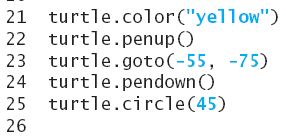 21 turtle.color("yellow")
22 turtle.penup()
23 turtle.goto(-55, -75)
24 turtle.pendown()
25 turtle.circle(45)
26